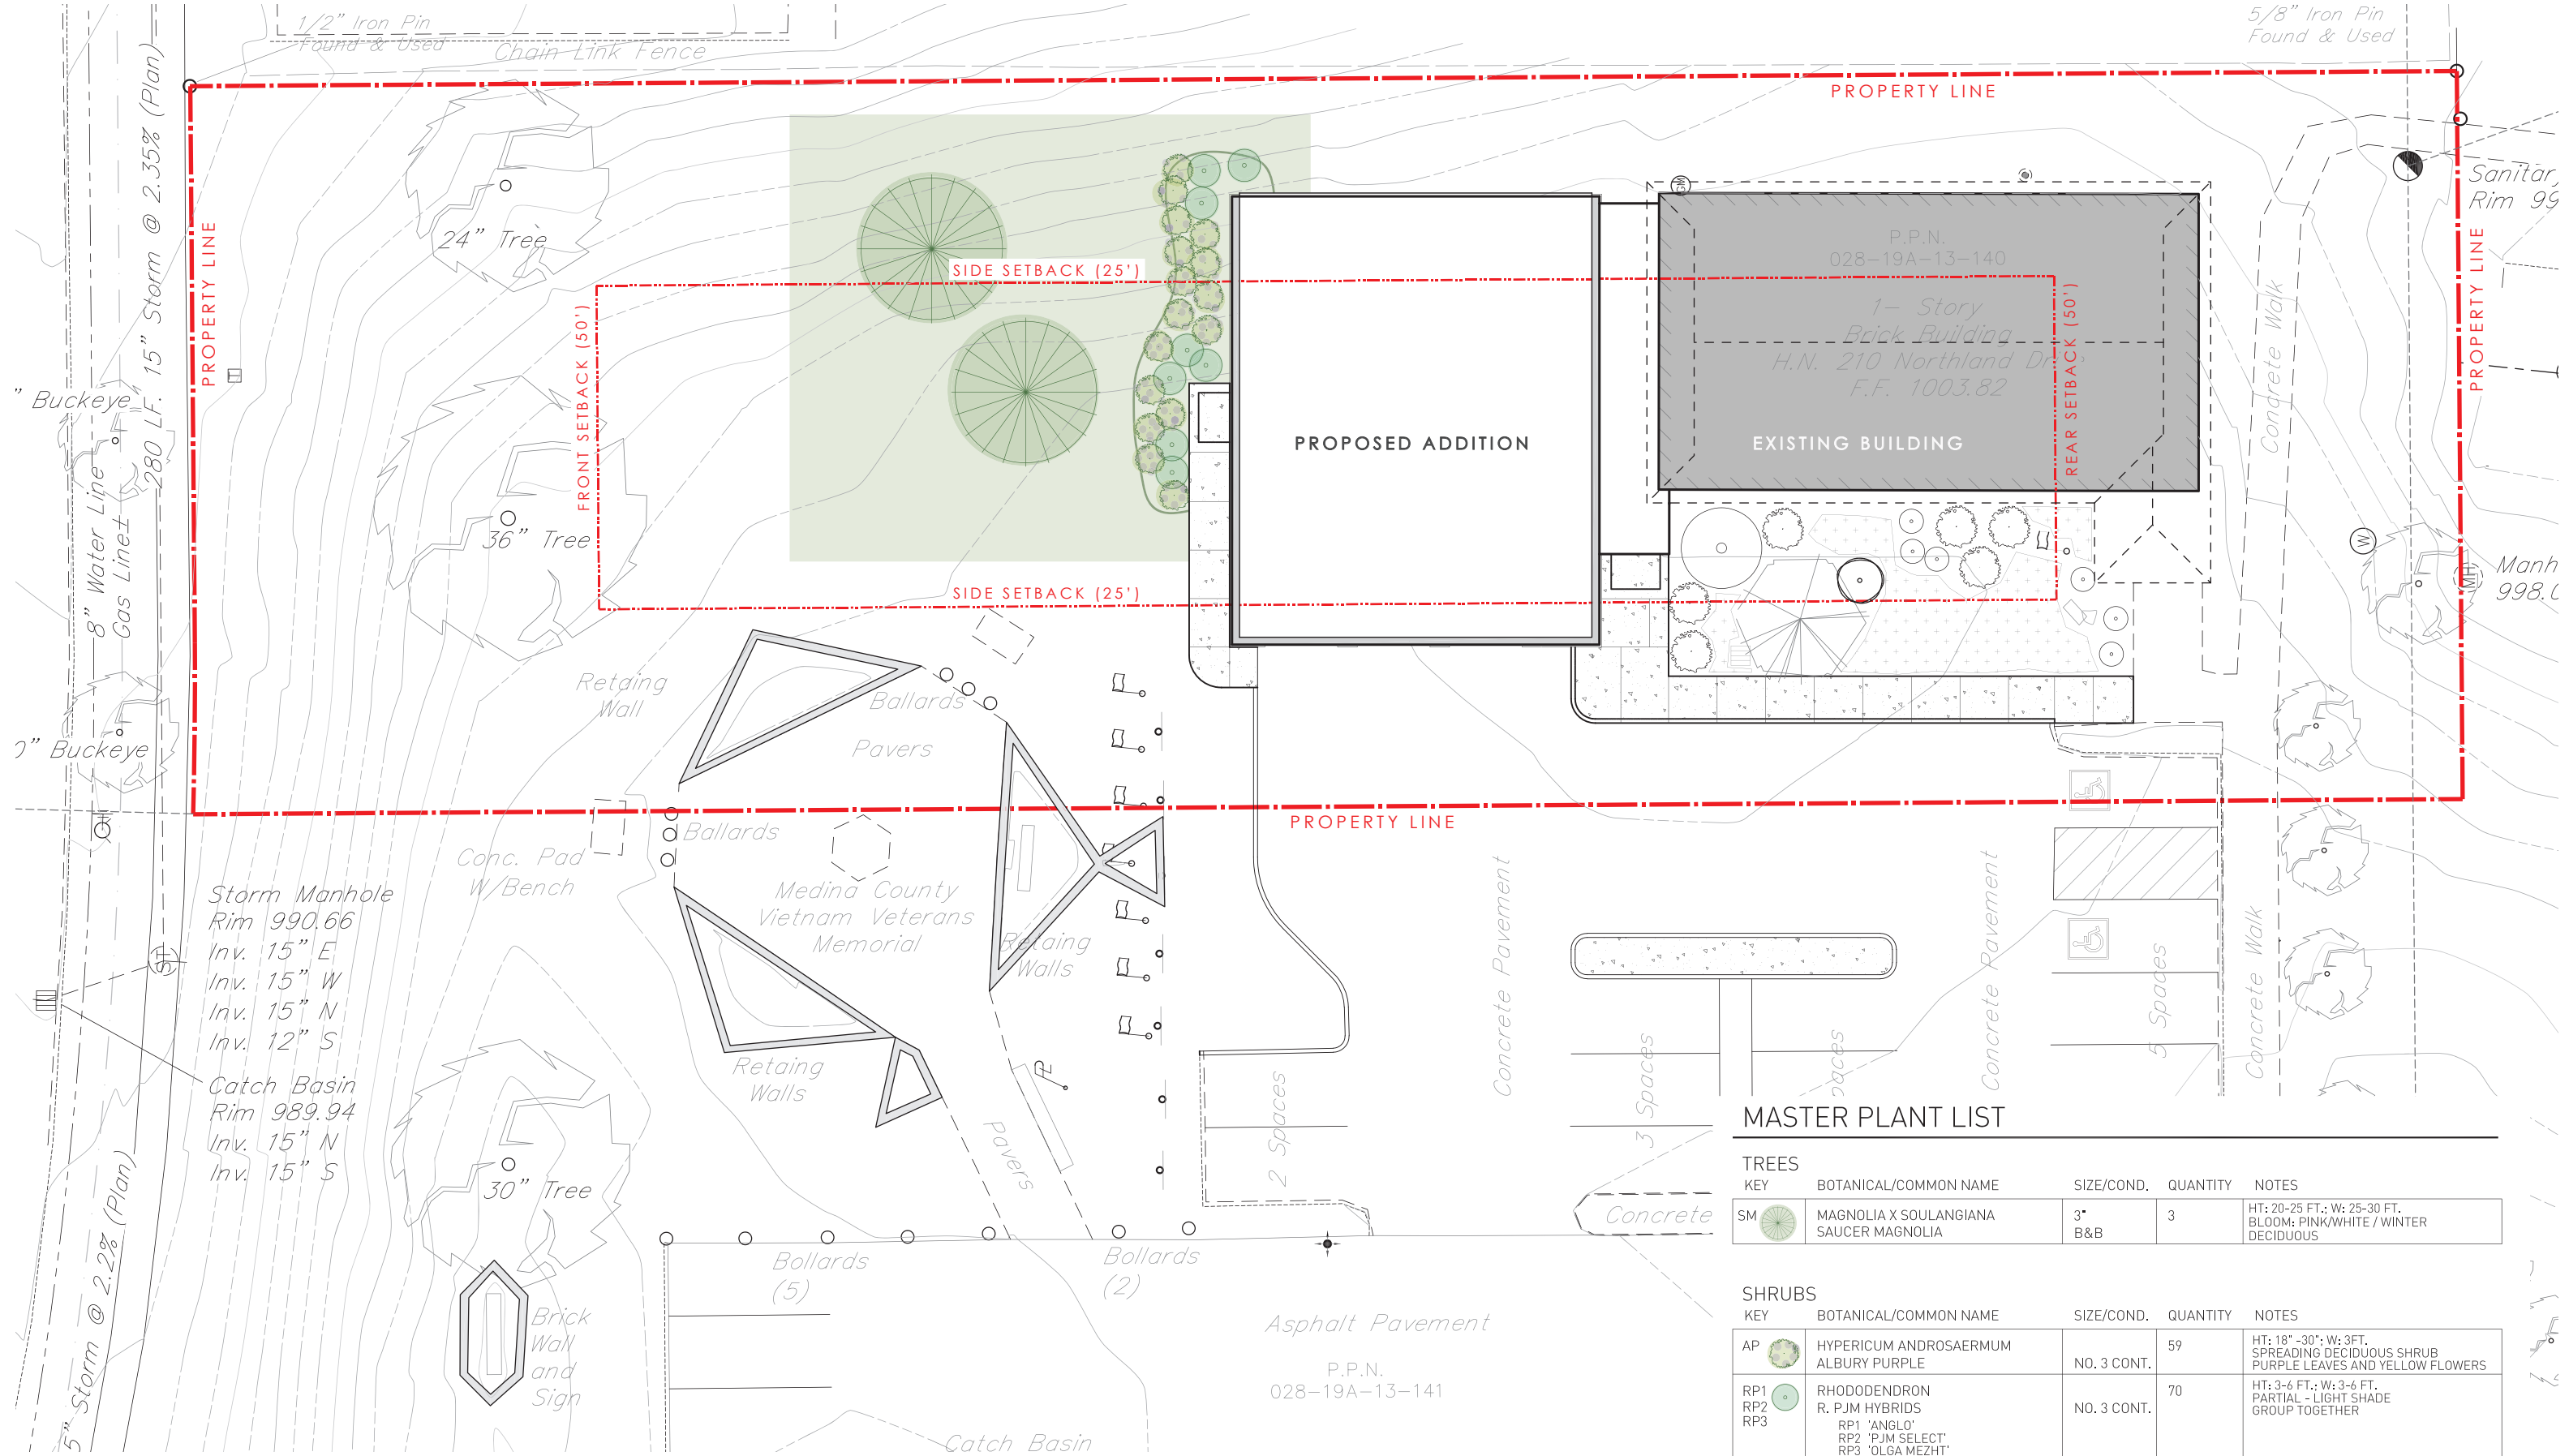 1/2" Iron Pin
Found & Used
Chain Link Fence
5/8" Iron Pin
Found & Used
PROPERTY LINE
280 LF. 15" Storm @ 2.35% (Plan)
PROPERTY LINE
24" Tree
SIDE SETBACK (25')
P.P.N.
028-19A-13-140
1- Story
Brick Building
H.N. 210 Northland
F.F. 1003.82
Concrete Walk
Sanitar
Rim 99
PROPERTY LINE
" Buckeye
FRONT SETBACK (50')
PROPOSED ADDITION
EXISTING BUILDING
REAR SETBACK (50')
8" Water Line
Gas Line
36" Tree
W
MH
Manh
998.0
SIDE SETBACK (25')
Retaing
Wall
Ballards
Pavers
0" Buckeye
PROPERTY LINE
Ballards
Conc. Pad
W/Bench
Medina County
Vietnam Veterans
Memorial
Retaing
Walls
Concrete Pavement
Concrete Pavement
Concrete Walk
Storm Manhole
Rim 990.66
Inv. 15" E
Inv. 15" W
Inv. 15" N
Inv. 12" S
ST
Catch Basin
Rim 989.94
Inv. 15" N
Inv. 15" S
Retaing
Walls
Pavers
2 Spaces
3 Spaces
paces
5 Spaces
30" Tree
5" Storm @ 2.2% (Plan)
Bollards
(5)
Bollards
(2)
Concrete
Brick
Wall
and
Sign
Asphalt Pavement
P.P.N.
028-19A-13-141
Catch Basin
MASTER PLANT LIST
TREES
KEY BOTANICAL/COMMON NAME SIZE/COND. QUANTITY NOTES
SM MAGNOLIA X SOULANGIANA 3" 3 HT: 20-25 FT.; W: 25-30 FT.
SAUCER MAGNOLIA B&B BLOOM: PINK/WHITE / WINTER
DECIDUOUS
SHRUBS
KEY BOTANICAL/COMMON NAME SIZE/COND. QUANTITY NOTES
AP HYPERICUM ANDROSAERMUM 59 HT: 18" -30"; W: 3FT.
ALBURY PURPLE NO. 3 CONT. SPREADING DECIDUOUS SHRUB
PURPLE LEAVES AND YELLOW FLOWERS
RP1 RHODODENDRON 70 HT: 3-6 FT.; W: 3-6 FT.
RP2 R. PJM HYBRIDS NO. 3 CONT. PARTIAL - LIGHT SHADE
RP3 GROUP TOGETHER
RP1 'ANGLO'
RP2 'PJM SELECT'
RP3 'OLGA MEZHT'